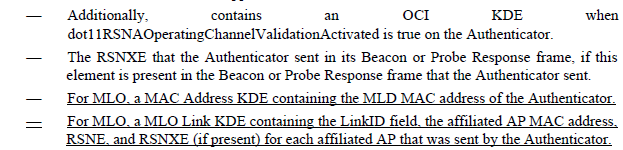 — Additionally, contains an OCI KDE when
dot11RSNAOperatingChannelValidationActivated is true on the Authenticator.
— The RSNXE that the Authenticator sent in its Beacon or Probe Response frame, if this
element is present in the Beacon or Probe Response frame that the Authenticator sent.
— For MLO, a MAC Address KDE containing the MLD MAC address of the Authenticator.
— For MLO, a MLO Link KDE containing the LinkID field, the affiliated AP MAC address,
RSNE, and RSNXE (if present) for each affiliated AP that was sent by the Authenticator.